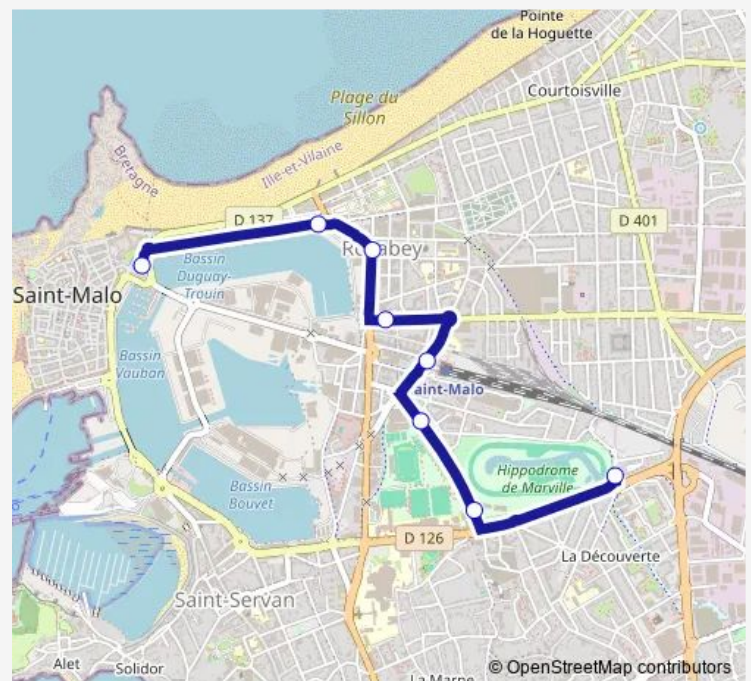 Pointe
de la Hoguette
Courtoisville
Plage du
Sillon
Bretagne
Ille-et-Vilaine
D 137
D 401
Bassin
Duguay-
Trouin
Saint-Malo
Bassin
Vauban
aint-Malo
Hippodrome
de Marville
Bassin
Bouvet
D 126
La Découverte
Saint-Servan
Alet
Solidor
La Marne
© OpenStreetMap contributors